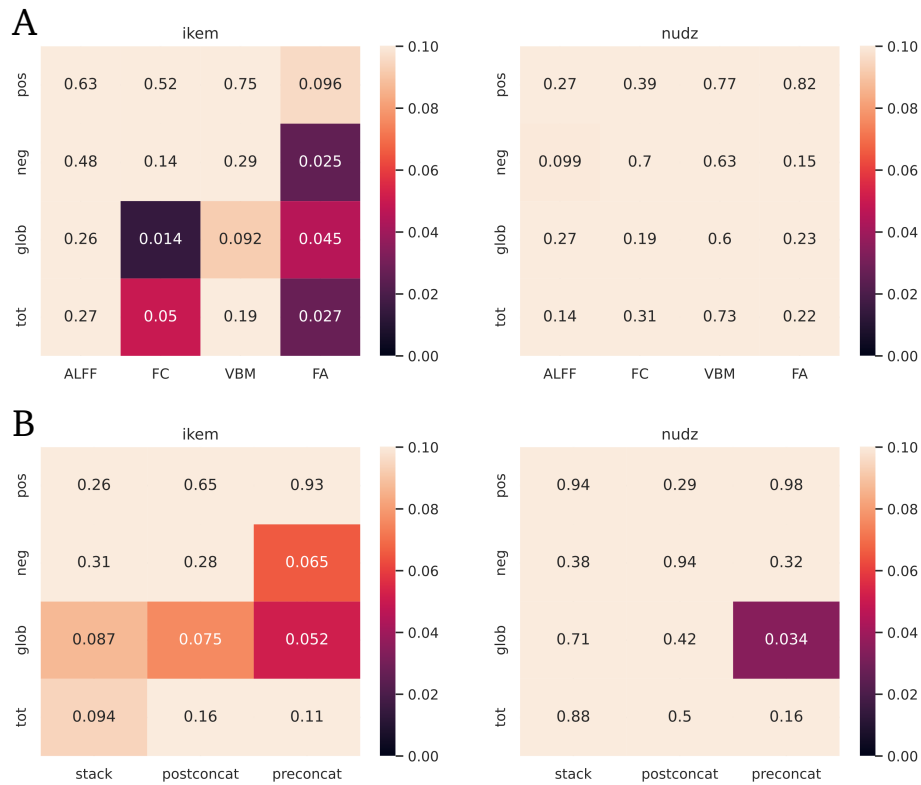 A
ikem
nudz
pos 0.63 0.52 0.75 0.096
neg 0.48 0.14 0.29 0.025
glob 0.26 0.014 0.092 0.045
tot 0.27 0.05 0.19 0.027
ALFF FC VBM FA
0.10
0.08
0.06
0.04
0.02
0.00
pos 0.27 0.39 0.77 0.82
neg 0.099 0.7 0.63 0.15
glob 0.27 0.19 0.6 0.23
tot 0.14 0.31 0.73 0.22
ALFF FC VBM FA
0.10
0.08
0.06
0.04
0.02
0.00
B
ikem
nudz
pos 0.26 0.65 0.93
neg 0.31 0.28 0.065
glob 0.087 0.075 0.052
tot 0.094 0.16 0.11
stack postconcat preconcat
0.10
0.08
0.06
0.04
0.02
0.00
pos 0.94 0.29 0.98
neg 0.38 0.94 0.32
glob 0.71 0.42 0.034
tot 0.88 0.5 0.16
stack postconcat preconcat
0.10
0.08
0.06
0.04
0.02
0.00